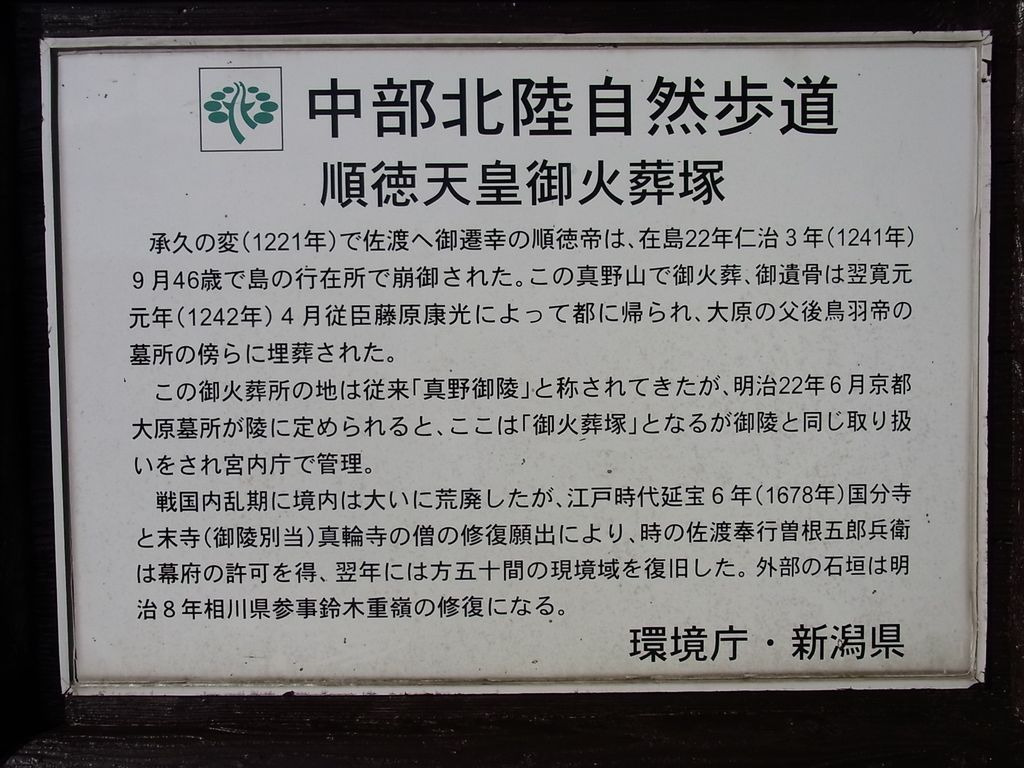 中部北陸自然歩道
順徳天皇御火葬塚
承久の変(1221年)で佐渡へ御遷幸の順徳帝は、在島22年仁治3年(1241年)
9月46歳で島の行在所で崩御された。この真野山で御火葬、御遺骨は翌寛元
元年(1242年)4月従臣藤原康光によって都に帰られ、大原の父後鳥羽帝の
墓所の傍らに埋葬された。
この御火葬所の地は従来「真野御陵」と称されてきたが、明治22年6月京都
大原墓所が陵に定められると、ここは「御火葬塚」となるが御陵と同じ取り扱
いをされ宮内庁で管理。
戦国内乱期に境内は大いに荒廃したが、江戸時代延宝6年(1678年)国分寺
と末寺(御陵別当)真輪寺の僧の修復願出により、時の佐渡奉行曽根五郎兵衛
は幕府の許可を得、翌年には方五十間の現境域を復旧した。外部の石垣は明
治8年相川県参事鈴木重嶺の修復になる。
環境庁・新潟県